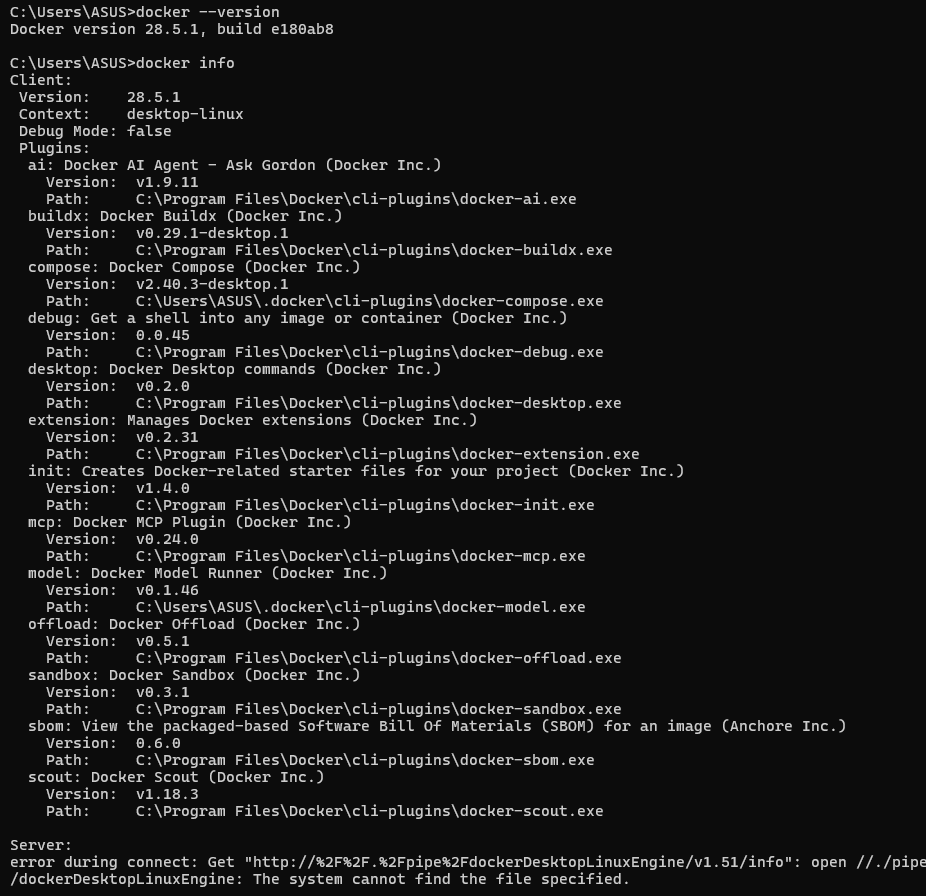 C:\Users\ASUS>docker --version
Docker version 28.5.1, build e180ab8

C:\Users\ASUS>docker info
Client:
 Version:    28.5.1
 Context:    desktop-linux
 Debug Mode: false
 Plugins:
  ai: Docker AI Agent - Ask Gordon (Docker Inc.)
    Version:  v1.9.11
    Path:     C:\Program Files\Docker\cli-plugins\docker-ai.exe
  buildx: Docker Buildx (Docker Inc.)
    Version:  v0.29.1-desktop.1
    Path:     C:\Program Files\Docker\cli-plugins\docker-buildx.exe
  compose: Docker Compose (Docker Inc.)
    Version:  v2.40.3-desktop.1
    Path:     C:\Users\ASUS\.docker\cli-plugins\docker-compose.exe
  debug: Get a shell into any image or container (Docker Inc.)
    Version:  0.0.45
    Path:     C:\Program Files\Docker\cli-plugins\docker-debug.exe
  desktop: Docker Desktop commands (Docker Inc.)
    Version:  v0.2.0
    Path:     C:\Program Files\Docker\cli-plugins\docker-desktop.exe
  extension: Manages Docker extensions (Docker Inc.)
    Version:  v0.2.31
    Path:     C:\Program Files\Docker\cli-plugins\docker-extension.exe
  init: Creates Docker-related starter files for your project (Docker Inc.)
    Version:  v1.4.0
    Path:     C:\Program Files\Docker\cli-plugins\docker-init.exe
  mcp: Docker MCP Plugin (Docker Inc.)
    Version:  v0.24.0
    Path:     C:\Program Files\Docker\cli-plugins\docker-mcp.exe
  model: Docker Model Runner (Docker Inc.)
    Version:  v0.1.46
    Path:     C:\Users\ASUS\.docker\cli-plugins\docker-model.exe
  offload: Docker Offload (Docker Inc.)
    Version:  v0.5.1
    Path:     C:\Program Files\Docker\cli-plugins\docker-offload.exe
  sandbox: Docker Sandbox (Docker Inc.)
    Version:  v0.3.1
    Path:     C:\Program Files\Docker\cli-plugins\docker-sandbox.exe
  sbom: View the packaged-based Software Bill Of Materials (SBOM) for an image (Anchore Inc.)
    Version:  0.6.0
    Path:     C:\Program Files\Docker\cli-plugins\docker-sbom.exe
  scout: Docker Scout (Docker Inc.)
    Version:  v1.18.3
    Path:     C:\Program Files\Docker\cli-plugins\docker-scout.exe

Server:
error during connect: Get "http://%2F%2F.%2Fpipe%2FdockerDesktopLinuxEngine/v1.51/info": open //./pipe
/dockerDesktopLinuxEngine: The system cannot find the file specified.